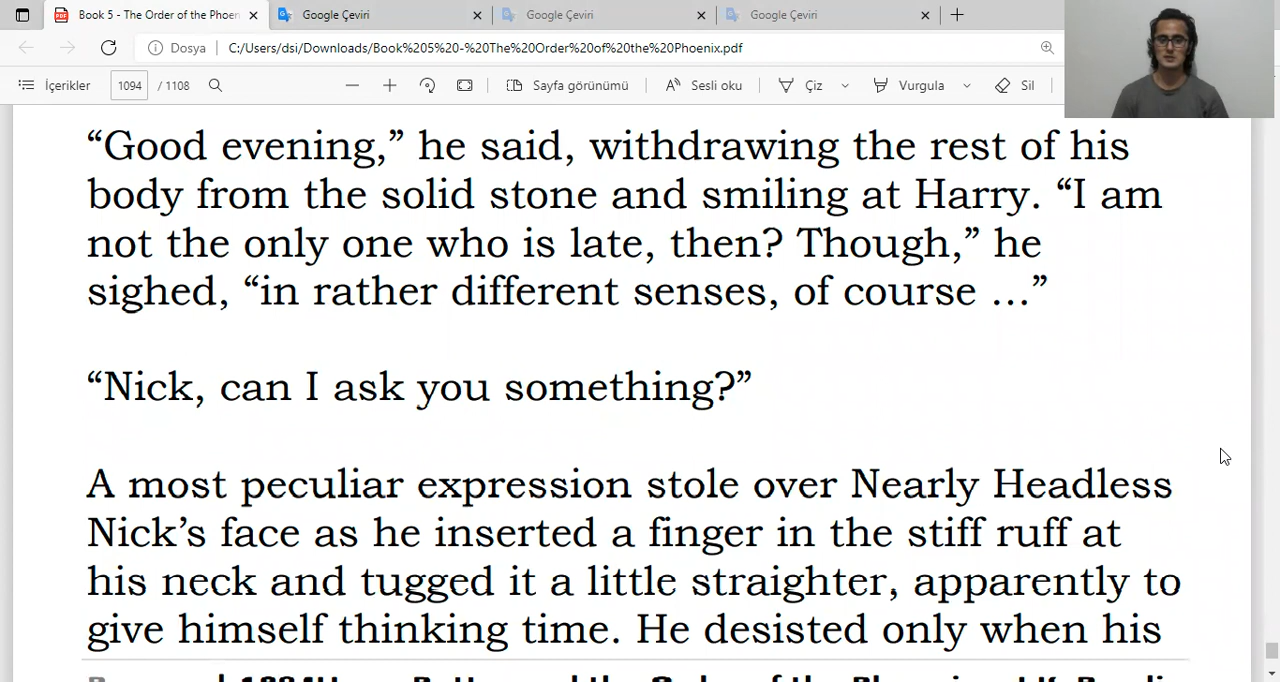 Book 5 - The Order of the Phoen
Google Çeviri
Google Çeviri
Google Çeviri
Dosya
C:/Users/dsi/Downloads/Book%205%20-%20The%20Order%20of%20the%20Phoenix.pdf
İçerikler
1094 / 1108
Sayfa görünümü
Sesli oku
Çiz
Vurgula
Sil
“Good evening,” he said, withdrawing the rest of his
body from the solid stone and smiling at Harry. “I am
not the only one who is late, then? Though,” he
sighed, “in rather different senses, of course …”
“Nick, can I ask you something?”
A most peculiar expression stole over Nearly Headless
Nick’s face as he inserted a finger in the stiff ruff at
his neck and tugged it a little straighter, apparently to
give himself thinking time. He desisted only when his